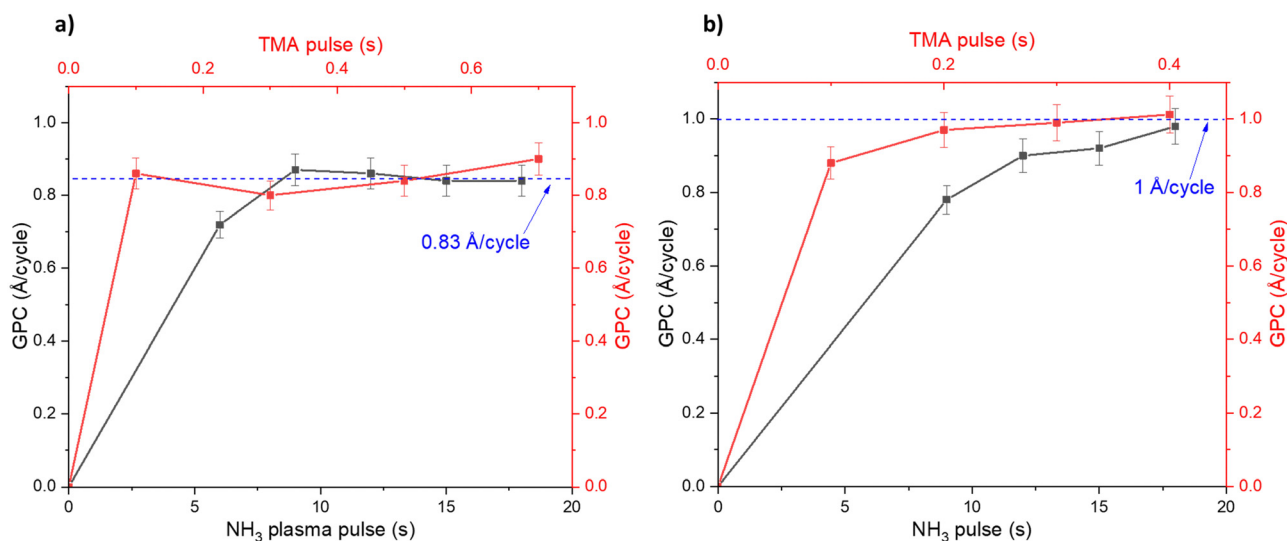 a)
TMA pulse (s)
0.0 0.2 0.4 0.6
1.0 1.0
0.8 0.8
0.6 0.6
0.4 0.4
0.2 0.2
0.0 0.0
GPC (Å/cycle)
GPC (Å/cycle)
0.83 Å/cycle
0 5 10 15 20
NH₃ plasma pulse (s)
b)
TMA pulse (s)
0.0 0.2 0.4
1.0 1.0
0.8 0.8
0.6 0.6
0.4 0.4
0.2 0.2
0.0 0.0
GPC (Å/cycle)
GPC (Å/cycle)
1 Å/cycle
0 5 10 15 20
NH₃ pulse (s)